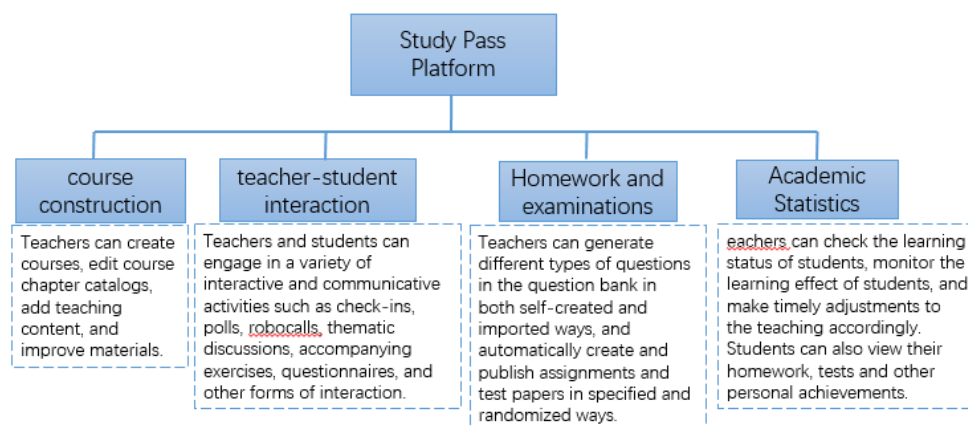 Study Pass
Platform
course
construction
Teachers can create
courses, edit course
chapter catalogs,
add teaching
content, and
improve materials.
teacher-student
interaction
Teachers and students can
engage in a variety of
interactive and communicative
activities such as check-ins,
polls, robocalls, thematic
discussions, accompanying
exercises, questionnaires, and
other forms of interaction.
Homework and
examinations
Teachers can generate
different types of questions
in the question bank in
both self-created and
imported ways, and
automatically create and
publish assignments and
test papers in specified and
randomized ways.
Academic
Statistics
eachers can check the learning
status of students, monitor the
learning effect of students, and
make timely adjustments to
the teaching accordingly.
Students can also view their
homework, tests and other
personal achievements.